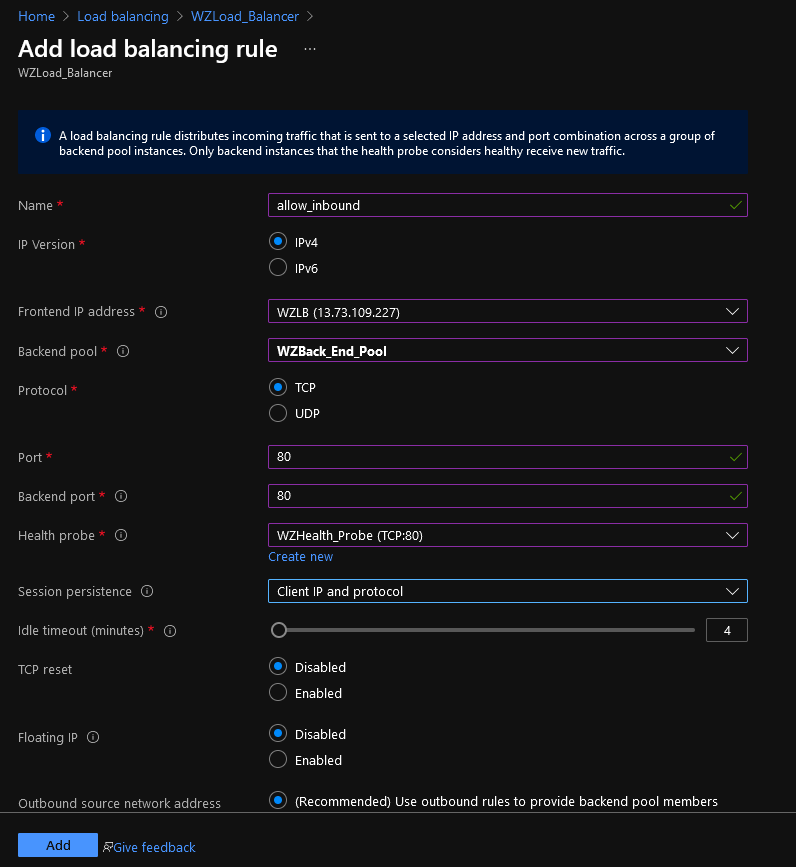 Home > Load balancing > WZLoad_Balancer >
Add load balancing rule ...
WZLoad_Balancer
A load balancing rule distributes incoming traffic that is sent to a selected IP address and port combination across a group of
backend pool instances. Only backend instances that the health probe considers healthy receive new traffic.
Name * allow_inbound
IP Version * IPv4
IPv6
Frontend IP address * WZLB (13.73.109.227)
Backend pool * WZBack_End_Pool
Protocol * TCP
UDP
Port * 80
Backend port * 80
Health probe * WZHealth_Probe (TCP:80)
Create new
Session persistence Client IP and protocol
Idle timeout (minutes) * 4
TCP reset Disabled
Enabled
Floating IP Disabled
Enabled
Outbound source network address (Recommended) Use outbound rules to provide backend pool members
Add Give feedback